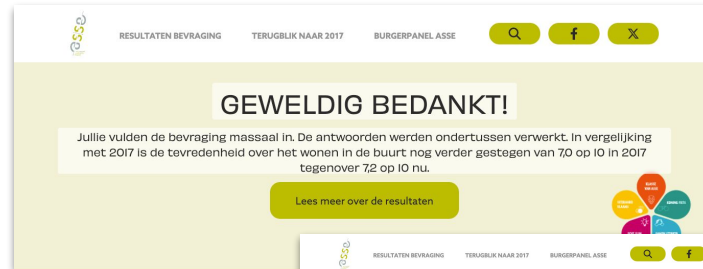 asse
RESULTATEN BEVRAGING TERUGBLIK NAAR 2017 BURGERPANEL ASSE
GEWELDIG BEDANKT!
Jullie vulden de bevraging massaal in. De antwoorden werden ondertussen verwerkt. In vergelijking
met 2017 is de tevredenheid over het wonen in de buurt nog verder gestegen van 7,0 op 10 in 2017
tegenover 7,2 op 10 nu.
Lees meer over de resultaten
asse
RESULTATEN BEVRAGING TERUGBLIK NAAR 2017 BURGERPANEL ASSE